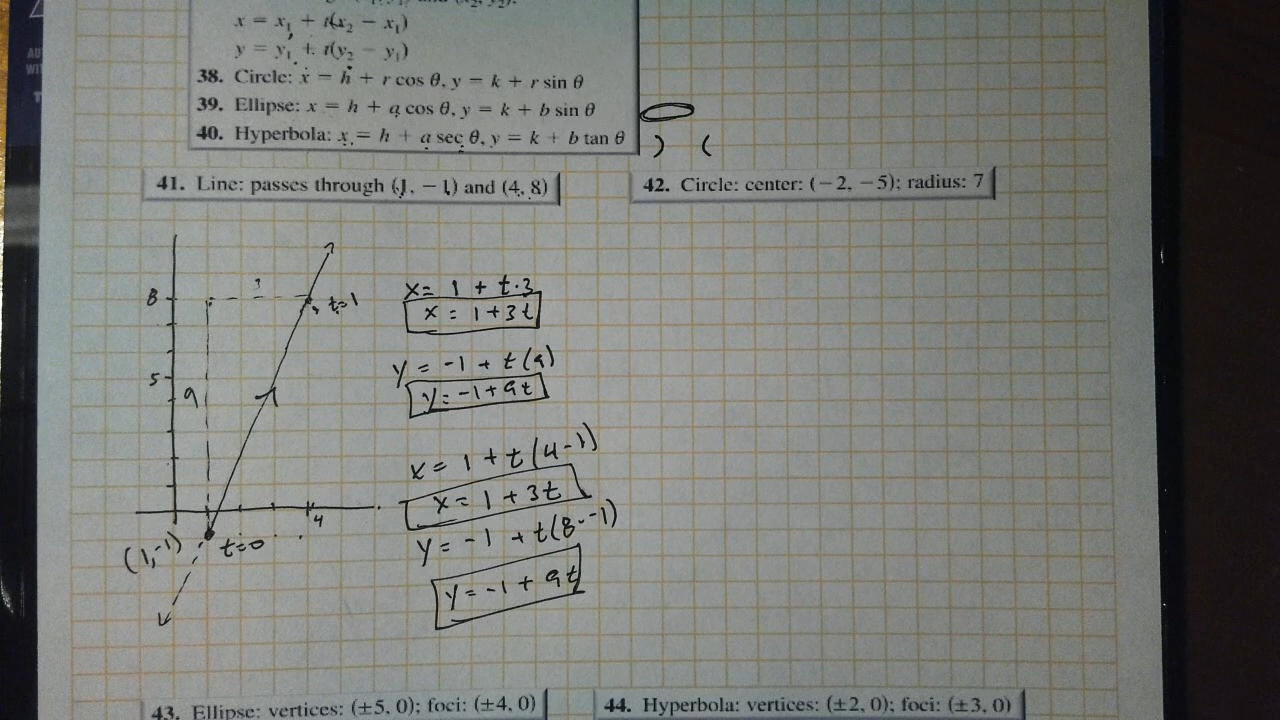 x = x₁ + t(x₂ − x₁)
y = y₁ + t(y₂ − y₁)
38. Circle: x = h + r cos θ, y = k + r sin θ
39. Ellipse: x = h + a cos θ, y = k + b sin θ
40. Hyperbola: x = h + a sec θ, y = k + b tan θ
) (
41. Line: passes through (1, −1) and (4, 8)
42. Circle: center: (−2, −5); radius: 7
8
3
t=1
5
9
4
(1,-1)
t=0
x= 1 + t·3
x = 1+3t
y = -1 + t(9)
y=-1+9t
x= 1 + t(4-1)
x= 1 + 3t
y= -1 + t(8--1)
y=-1+9t
43. Ellipse: vertices: (±5, 0); foci: (±4, 0)
44. Hyperbola: vertices: (±2, 0); foci: (±3, 0)